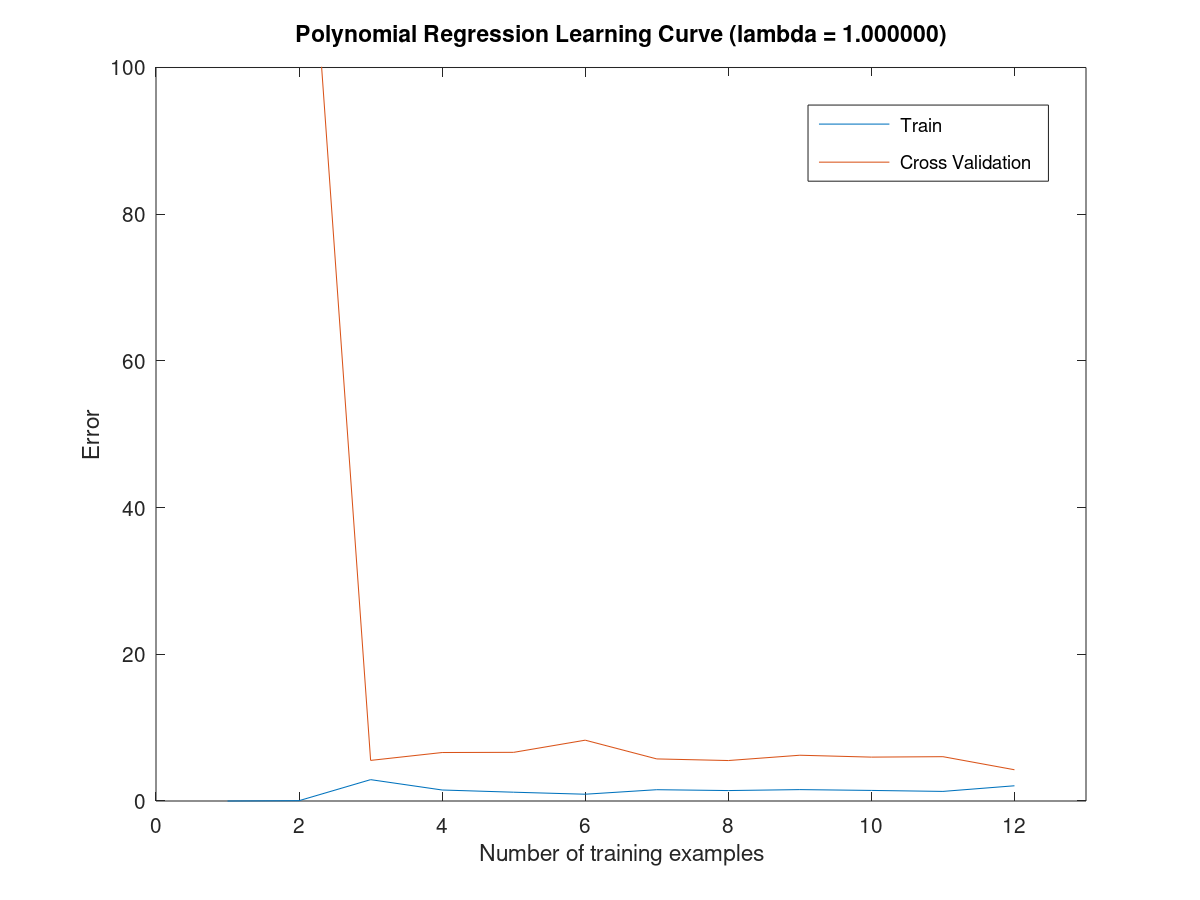 Polynomial Regression Learning Curve (lambda = 1.000000)
100
80
60
40
20
0
Error
Train
Cross Validation
0 2 4 6 8 10 12
Number of training examples